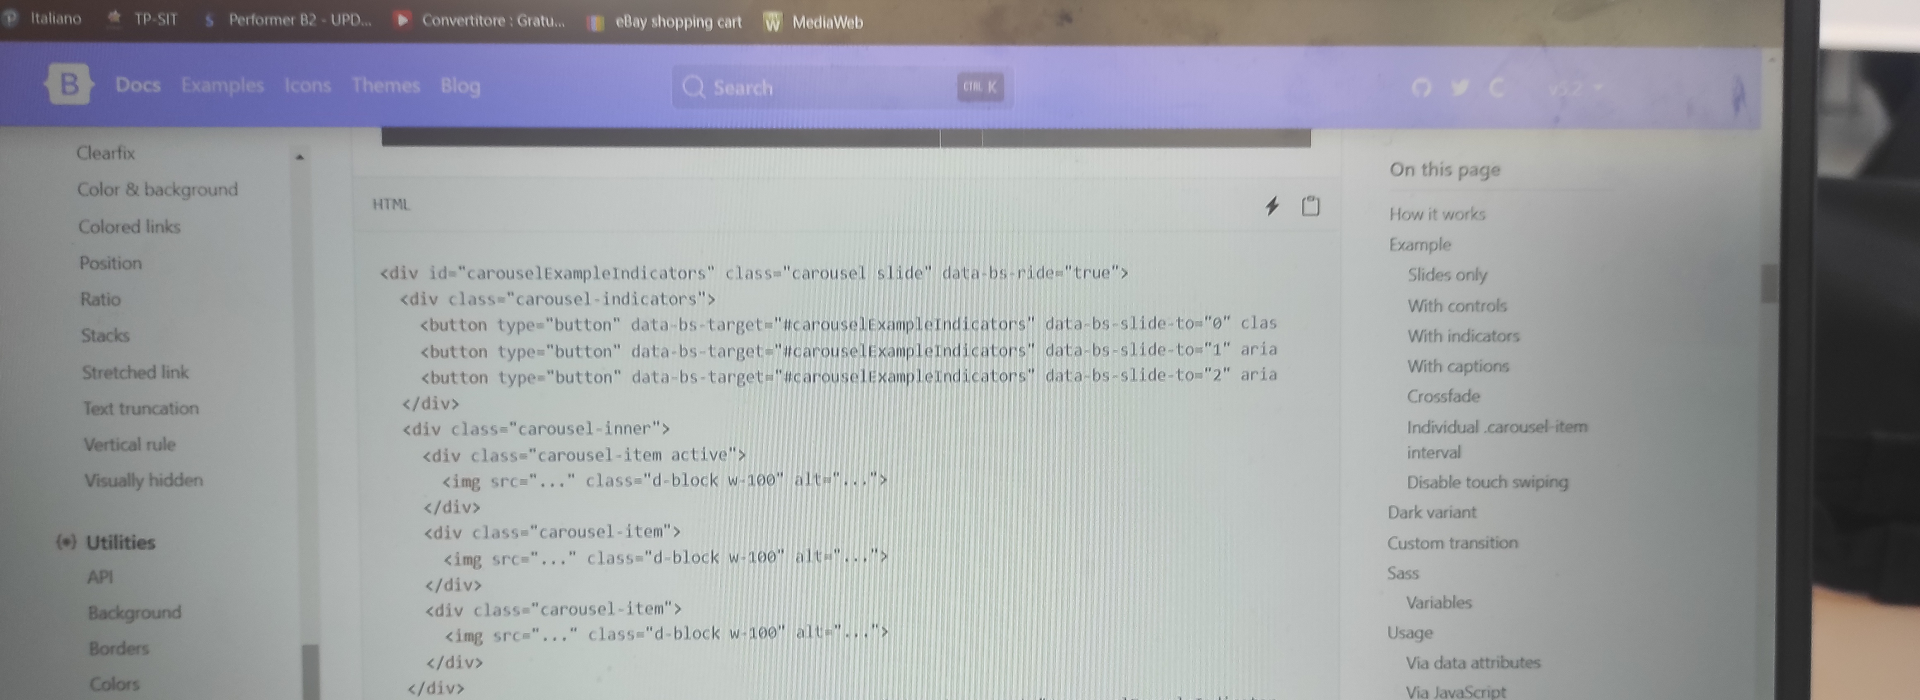 Italiano TP-SIT Performer B2 - UPD... Convertitore : Gratu... eBay shopping cart MediaWeb
B Docs Examples Icons Themes Blog Search CTRL K v5.2
Clearfix
Color & background
Colored links
Position
Ratio
Stacks
Stretched link
Text truncation
Vertical rule
Visually hidden
Utilities
API
Background
Borders
Colors
HTML
<div id="carouselExampleIndicators" class="carousel slide" data-bs-ride="true">
<div class="carousel-indicators">
<button type="button" data-bs-target="#carouselExampleIndicators" data-bs-slide-to="0" clas
<button type="button" data-bs-target="#carouselExampleIndicators" data-bs-slide-to="1" aria
<button type="button" data-bs-target="#carouselExampleIndicators" data-bs-slide-to="2" aria
</div>
<div class="carousel-inner">
<div class="carousel-item active">
<img src="..." class="d-block w-100" alt="...">
</div>
<div class="carousel-item">
<img src="..." class="d-block w-100" alt="...">
</div>
<div class="carousel-item">
<img src="..." class="d-block w-100" alt="...">
</div>
</div>
On this page
How it works
Example
Slides only
With controls
With indicators
With captions
Crossfade
Individual .carousel-item
interval
Disable touch swiping
Dark variant
Custom transition
Sass
Variables
Usage
Via data attributes
Via JavaScript